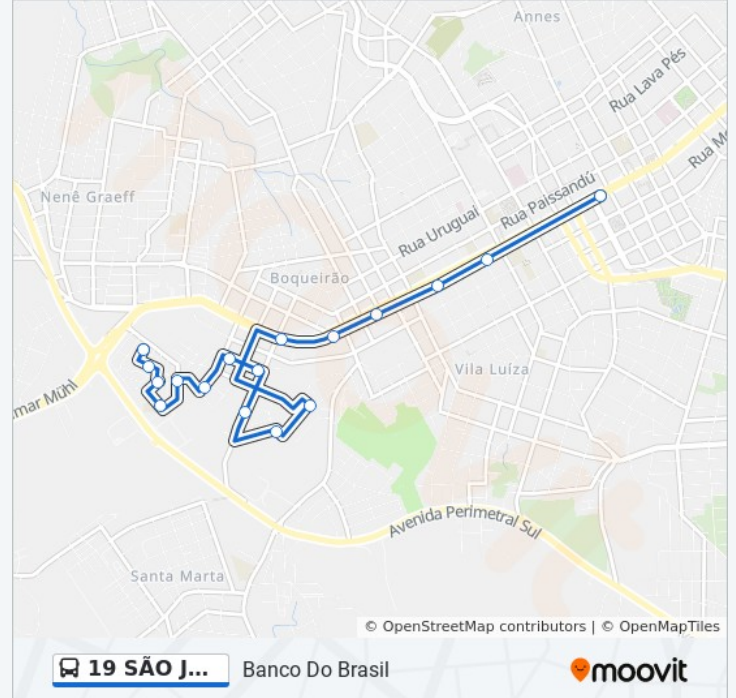 Annes
Rua Lava Pés
Rua M
Nenê Graeff
Rua Paissandú
Rua Uruguai
Boqueirão
Vila Luíza
mar Mühl
Avenida Perimetral Sul
Santa Marta
© OpenStreetMap contributors | © OpenMapTiles
19 SÃO J... Banco Do Brasil moovit